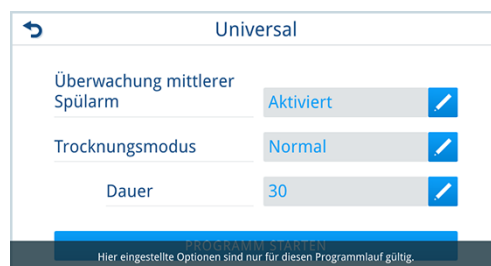 Universal
Überwachung mittlerer
Spülarm
Aktiviert
Trocknungsmodus
Normal
Dauer
30
PROGRAMM STARTEN
Hier eingestellte Optionen sind nur für diesen Programmlauf gültig.